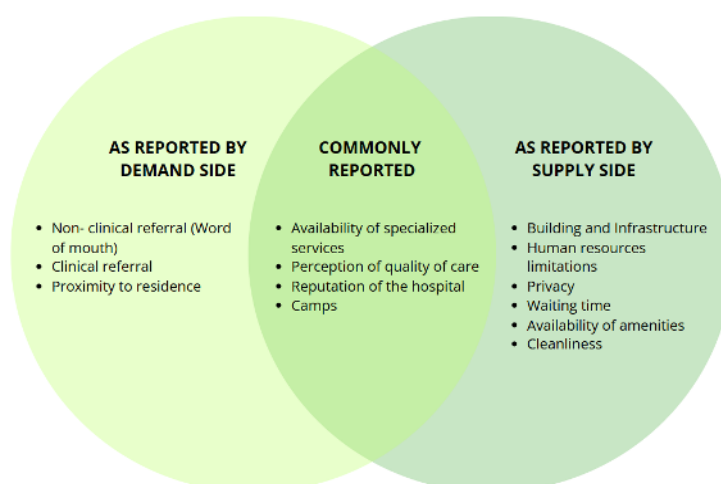 AS REPORTED BY
DEMAND SIDE
• Non- clinical referral (Word
of mouth)
• Clinical referral
• Proximity to residence
COMMONLY
REPORTED
• Availability of specialized
services
• Perception of quality of care
• Reputation of the hospital
• Camps
AS REPORTED BY
SUPPLY SIDE
• Building and Infrastructure
• Human resources
limitations
• Privacy
• Waiting time
• Availability of amenities
• Cleanliness